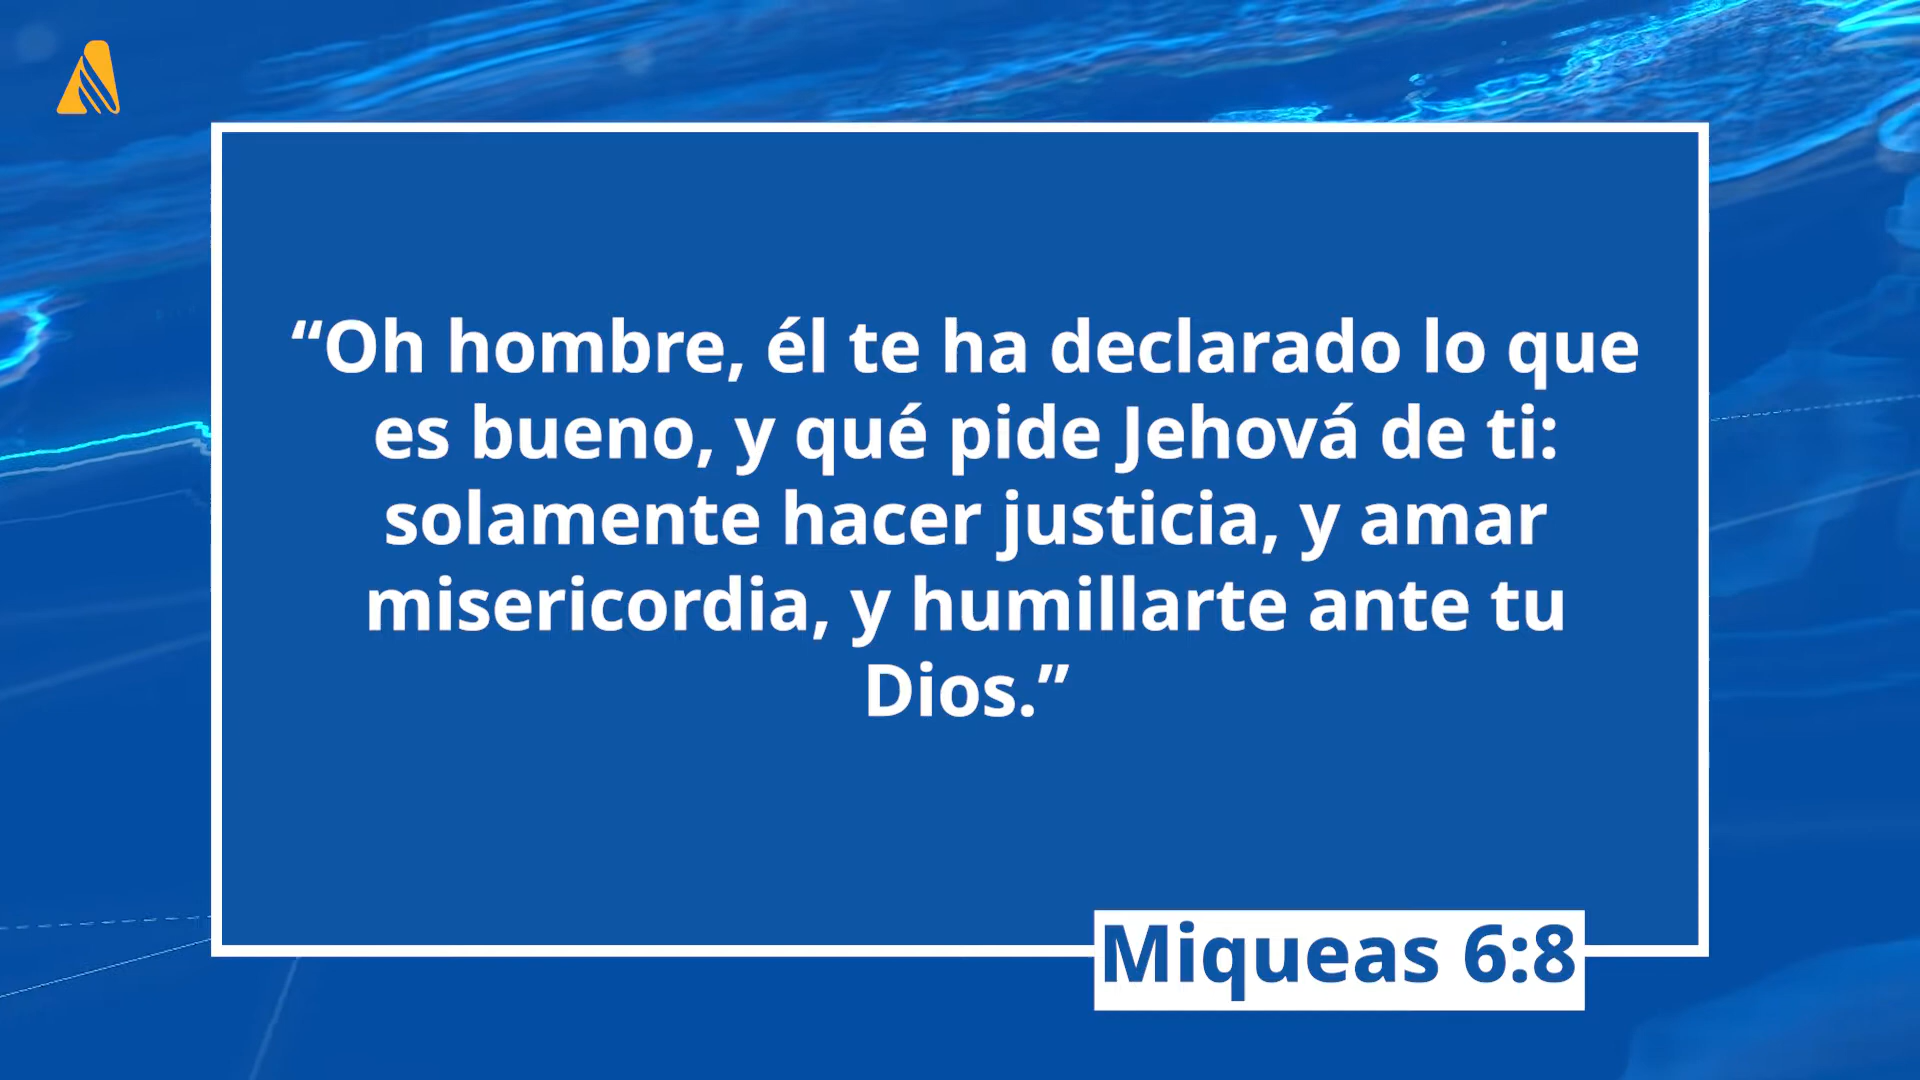 “Oh hombre, él te ha declarado lo que
es bueno, y qué pide Jehová de ti:
solamente hacer justicia, y amar
misericordia, y humillarte ante tu
Dios.”
Miqueas 6:8